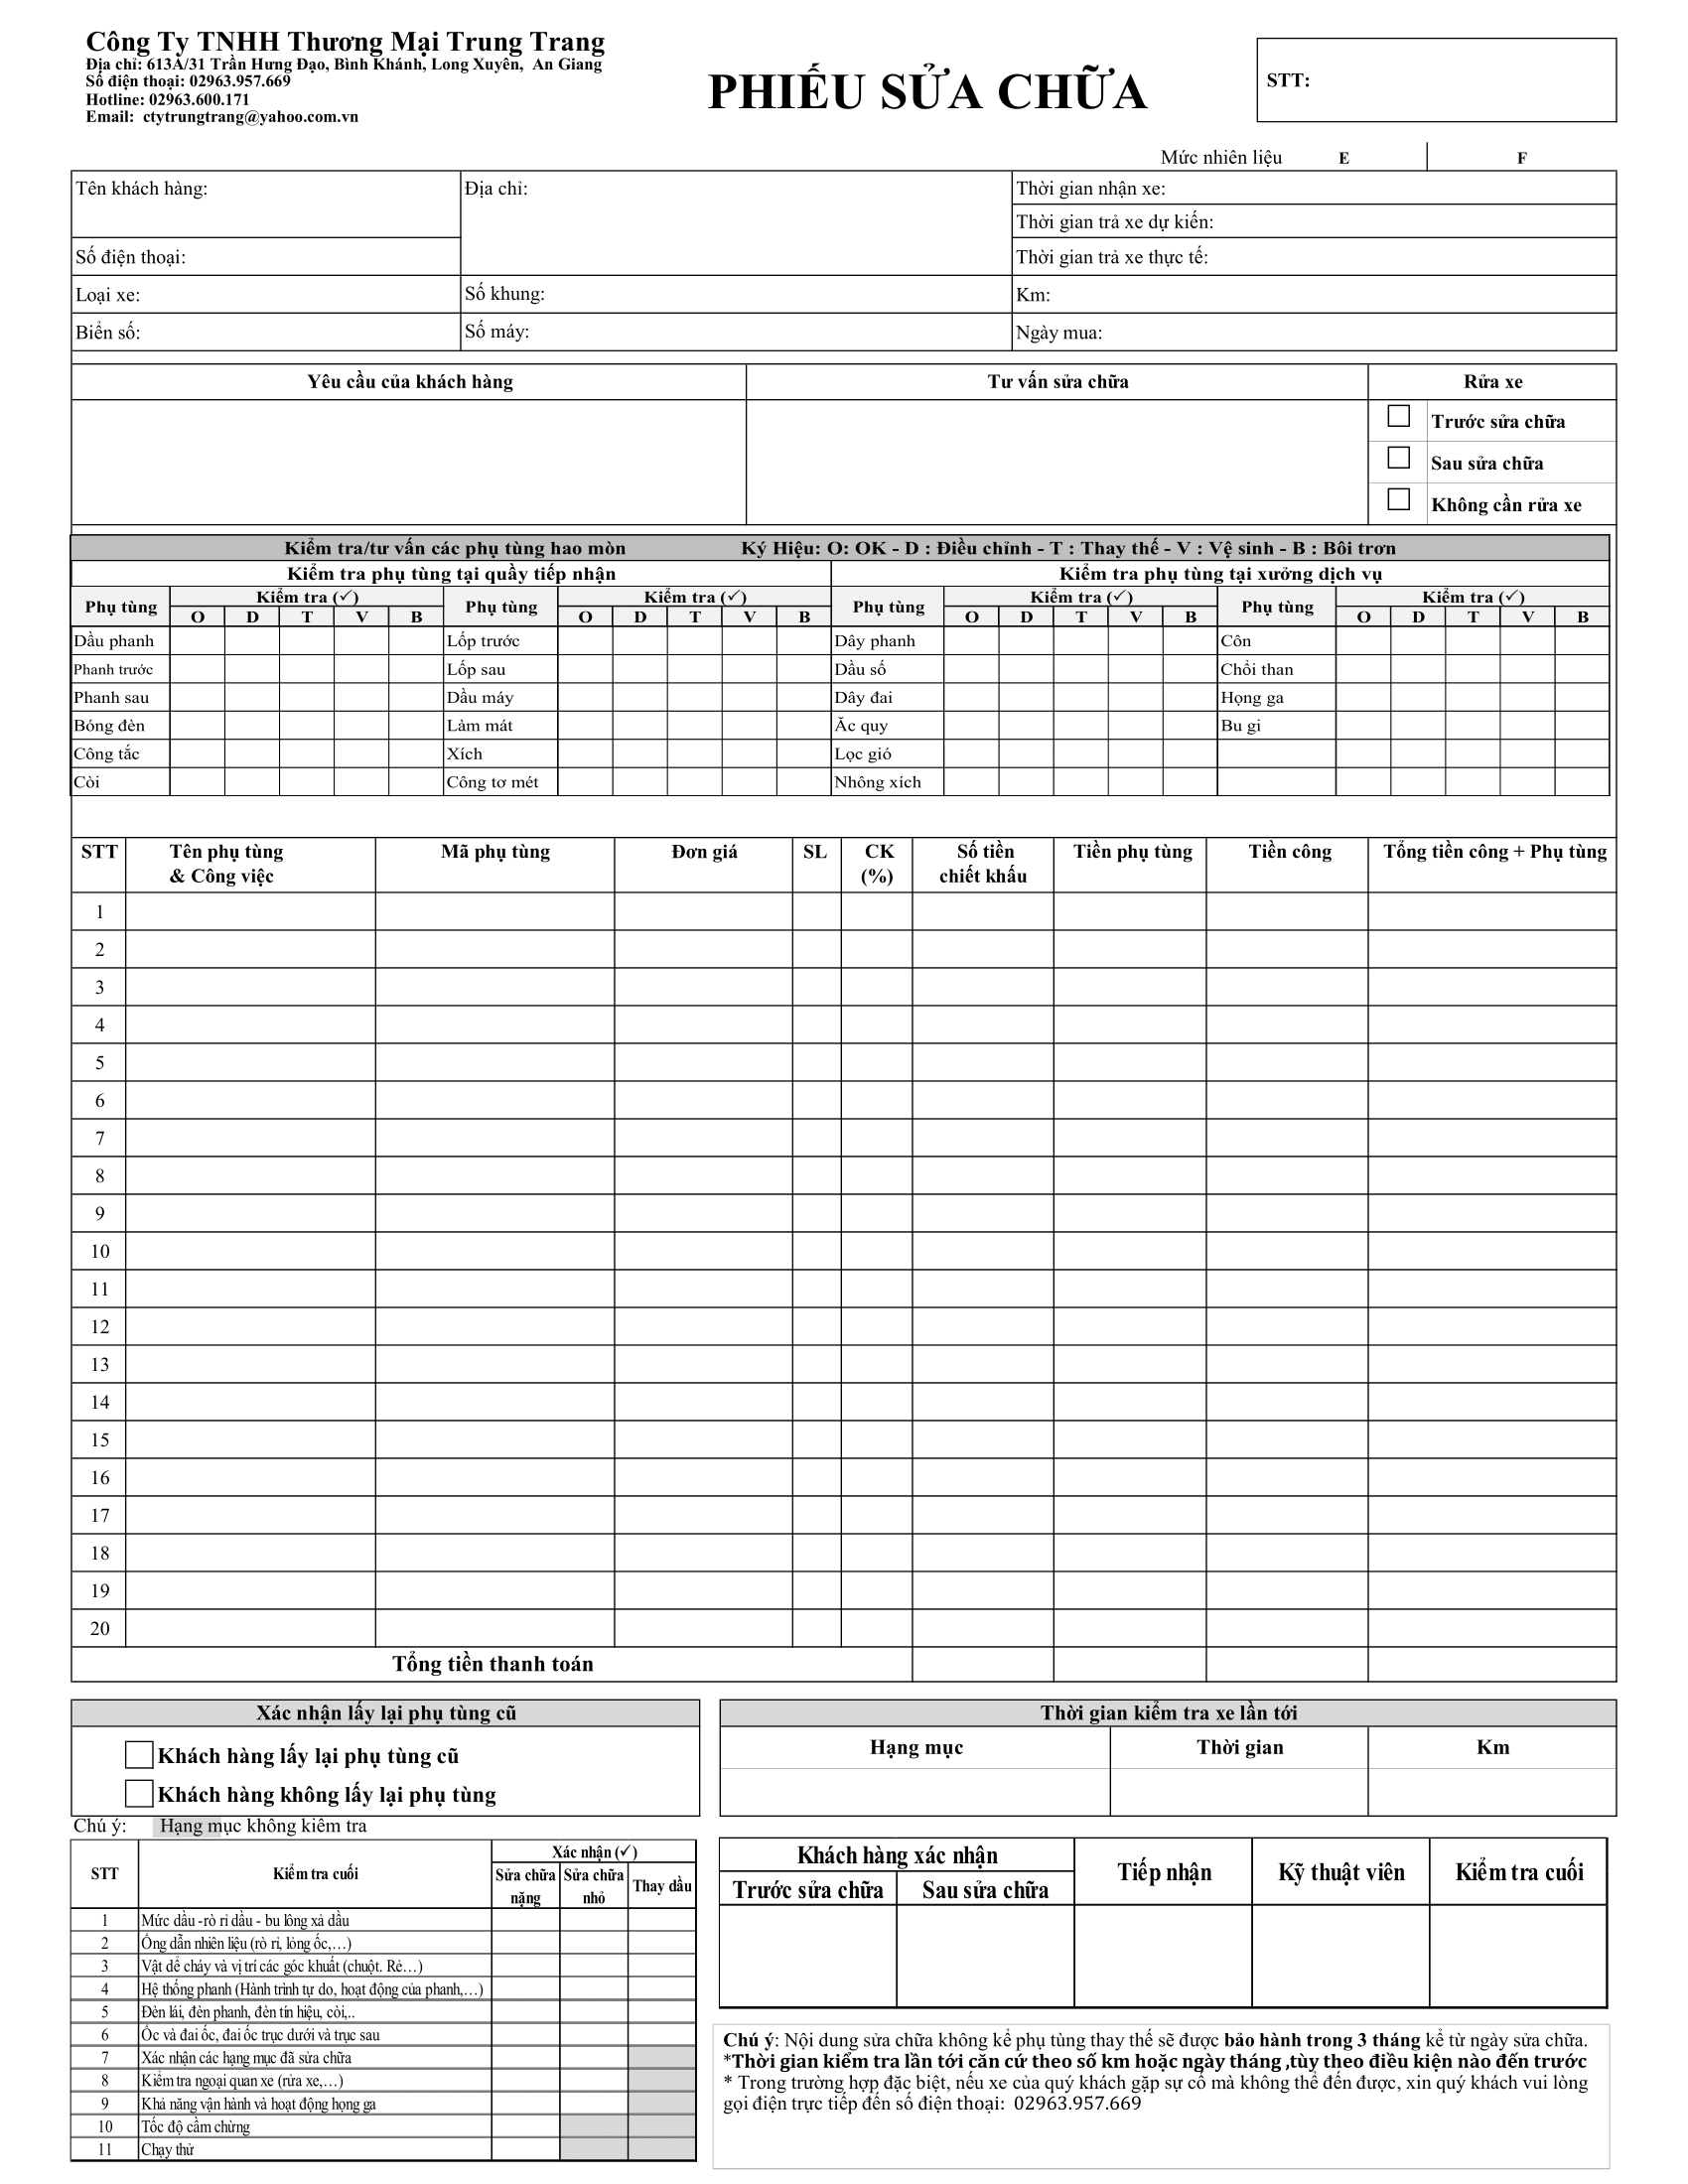 Công Ty TNHH Thương Mại Trung Trang
Địa chỉ: 613A/31 Trần Hưng Đạo, Bình Khánh, Long Xuyên, An Giang
Số điện thoại: 02963.957.669
Hotline: 02963.600.171
Email: ctytrungtrang@yahoo.com.vn
PHIẾU SỬA CHỮA
STT:
Mức nhiên liệu E F
Tên khách hàng: Địa chỉ: Thời gian nhận xe:
Thời gian trả xe dự kiến:
Số điện thoại: Thời gian trả xe thực tế:
Loại xe: Số khung: Km:
Biển số: Số máy: Ngày mua:
Yêu cầu của khách hàng Tư vấn sửa chữa Rửa xe
Trước sửa chữa
Sau sửa chữa
Không cần rửa xe
Kiểm tra/tư vấn các phụ tùng hao mòn Ký Hiệu: O: OK - D : Điều chỉnh - T : Thay thế - V : Vệ sinh - B : Bôi trơn
Kiểm tra phụ tùng tại quầy tiếp nhận Kiểm tra phụ tùng tại xưởng dịch vụ
Phụ tùng Kiểm tra (✓) Phụ tùng Kiểm tra (✓) Phụ tùng Kiểm tra (✓) Phụ tùng Kiểm tra (✓)
O D T V B O D T V B O D T V B O D T V B
Dầu phanh Lốp trước Dây phanh Côn
Phanh trước Lốp sau Dầu số Chổi than
Phanh sau Dầu máy Dây đai Họng ga
Bóng đèn Làm mát Ắc quy Bu gi
Công tắc Xích Lọc gió
Còi Công tơ mét Nhông xích
STT Tên phụ tùng Mã phụ tùng Đơn giá SL CK Số tiền Tiền phụ tùng Tiền công Tổng tiền công + Phụ tùng
& Công việc (%) chiết khấu
1
2
3
4
5
6
7
8
9
10
11
12
13
14
15
16
17
18
19
20
Tổng tiền thanh toán
Xác nhận lấy lại phụ tùng cũ
Khách hàng lấy lại phụ tùng cũ
Khách hàng không lấy lại phụ tùng
Thời gian kiểm tra xe lần tới
Hạng mục Thời gian Km
Chú ý: Hạng mục không kiểm tra
STT Kiểm tra cuối Xác nhận (✓)
Sửa chữa nặng Sửa chữa nhỏ Thay dầu
1 Mức dầu -rò rỉ dầu - bu lông xả dầu
2 Ống dẫn nhiên liệu (rò rỉ, lỏng ốc,…)
3 Vật dể cháy và vị trí các góc khuất (chuột. Rẻ…)
4 Hệ thống phanh (Hành trình tự do, hoạt động của phanh,…)
5 Đèn lái, đèn phanh, đèn tín hiệu, còi,..
6 Ốc và đai ốc, đai ốc trục dưới và trục sau
7 Xác nhận các hạng mục đã sửa chữa
8 Kiểm tra ngoại quan xe (rửa xe,…)
9 Khả năng vận hành và hoạt động họng ga
10 Tốc độ cầm chừng
11 Chạy thử
Khách hàng xác nhận Tiếp nhận Kỹ thuật viên Kiểm tra cuối
Trước sửa chữa Sau sửa chữa
Chú ý: Nội dung sửa chữa không kể phụ tùng thay thế sẽ được bảo hành trong 3 tháng kể từ ngày sửa chữa.
*Thời gian kiểm tra lần tới căn cứ theo số km hoặc ngày tháng ,tùy theo điều kiện nào đến trước
* Trong trường hợp đặc biệt, nếu xe của quý khách gặp sự cố mà không thể đến được, xin quý khách vui lòng
gọi điện trực tiếp đến số điện thoại: 02963.957.669